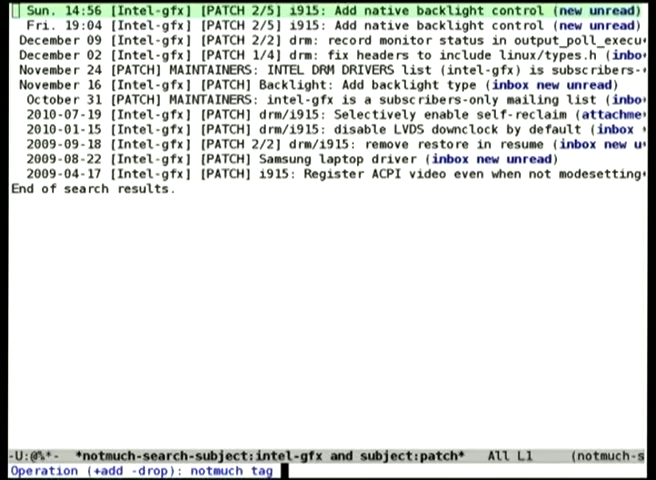 Sun. 14:56 [Intel-gfx] [PATCH 2/5] i915: Add native backlight control (new unread)
Fri. 19:04 [Intel-gfx] [PATCH 2/5] i915: Add native backlight control (new unread)
December 09 [Intel-gfx] [PATCH 2/2] drm: record monitor status in output_poll_execu
December 02 [Intel-gfx] [PATCH 1/4] drm: fix headers to include linux/types.h (inbo
November 24 [PATCH] MAINTAINERS: INTEL DRM DRIVERS list (intel-gfx) is subscribers-
November 16 [PATCH] Backlight: Add backlight type (inbox new unread)
October 31 [PATCH] MAINTAINERS: intel-gfx is a subscribers-only mailing list (inbo
2010-07-19 [Intel-gfx] [PATCH] drm/i915: Selectively enable self-reclaim (attachme
2010-01-15 [Intel-gfx] [PATCH] drm/i915: disable LVDS downclock by default (inbox
2009-09-18 [Intel-gfx] [PATCH 2/2] drm/i915: remove restore in resume (inbox new u
2009-08-22 [Intel-gfx] [PATCH] Samsung laptop driver (inbox new unread)
2009-04-17 [Intel-gfx] [PATCH] i915: Register ACPI video even when not modesetting
End of search results.
-U:@%*- *notmuch-search-subject:intel-gfx and subject:patch* All L1 (notmuch-s
Operation (+add -drop): notmuch tag